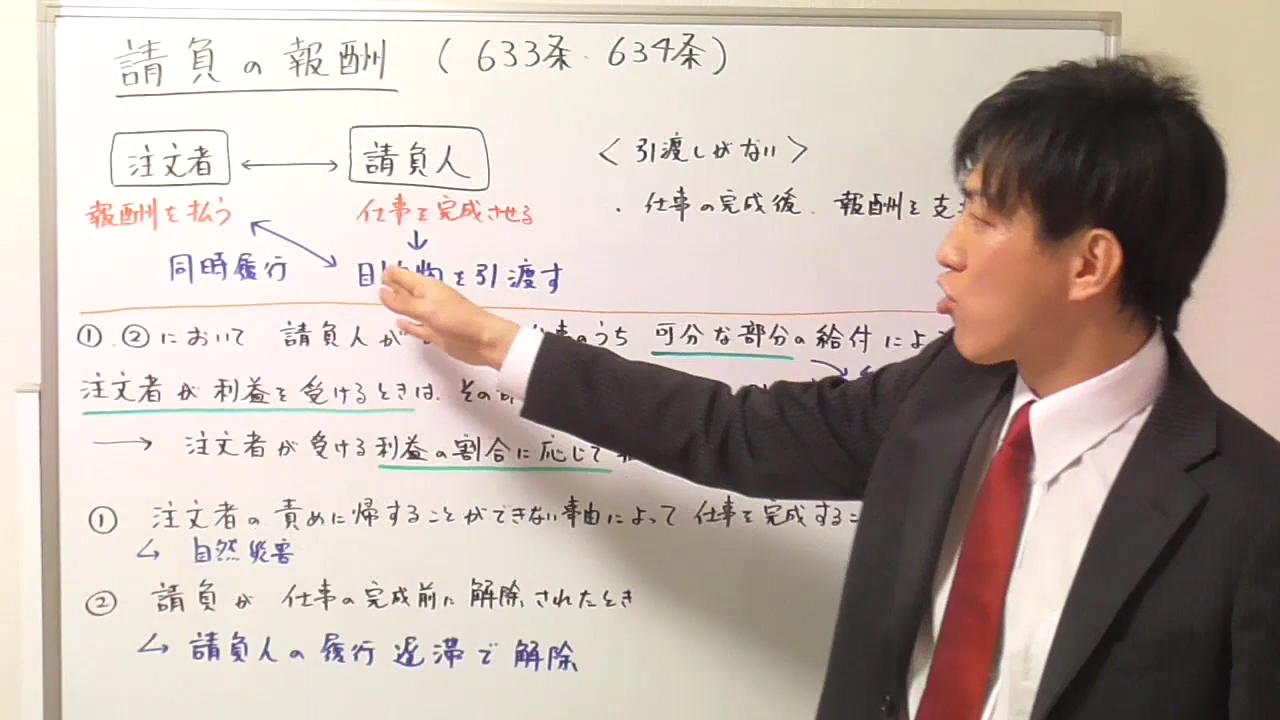 請負の報酬 (633条・634条)
注文者 ⟷ 請負人
報酬を払う 仕事を完成させる
同時履行 目的物を引渡す
〈引渡しがない〉
・仕事の完成後、報酬を支
①、②において 請負人が のうち 可分な部分の給付によ
注文者が利益を受けるときは、その
→ 注文者が受ける利益の割合に応じて
① 注文者の責めに帰することができない事由によって仕事を完成するこ
↳ 自然災害
② 請負が 仕事の完成前に解除されたとき
↳ 請負人の履行遅滞で解除